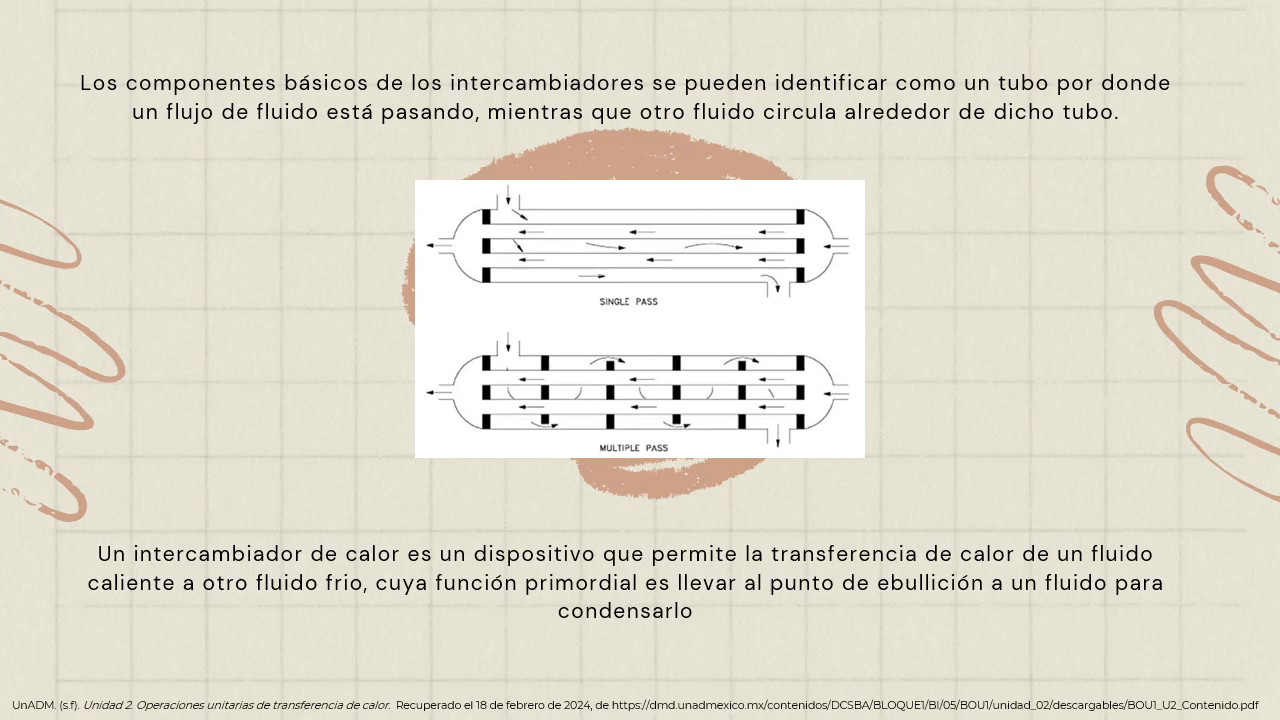 Los componentes básicos de los intercambiadores se pueden identificar como un tubo por donde
un flujo de fluido está pasando, mientras que otro fluido circula alrededor de dicho tubo.
SINGLE PASS
MULTIPLE PASS
Un intercambiador de calor es un dispositivo que permite la transferencia de calor de un fluido
caliente a otro fluido frio, cuya función primordial es llevar al punto de ebullición a un fluido para
condensarlo
UnADM. (s.f). Unidad 2. Operaciones unitarias de transferencia de calor. Recuperado el 18 de febrero de 2024, de https://dmd.unadmexico.mx/contenidos/DCSBA/BLOQUE1/BI/05/BOU1/unidad_02/descargables/BOU1_U2_Contenido.pdf